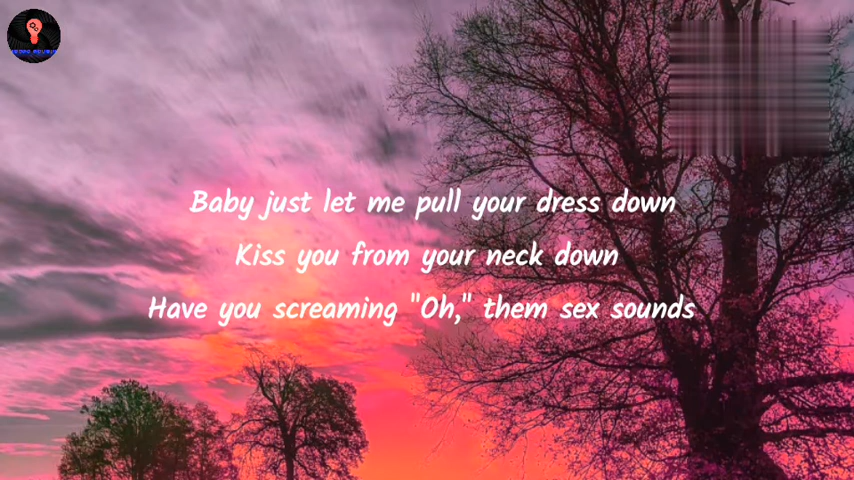 Baby just let me pull your dress down
Kiss you from your neck down
Have you screaming "Oh," them sex sounds